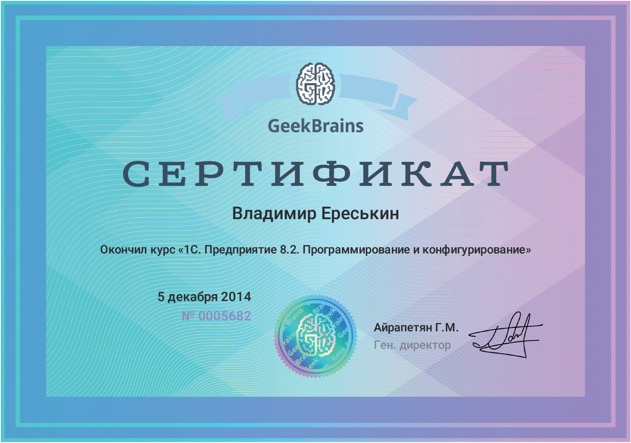 GeekBrains
СЕРТИФИКАТ
Владимир Ереськин
Окончил курс «1С. Предприятие 8.2. Программирование и конфигурирование»
5 декабря 2014
№ 0005682
Айрапетян Г.М.
Ген. директор